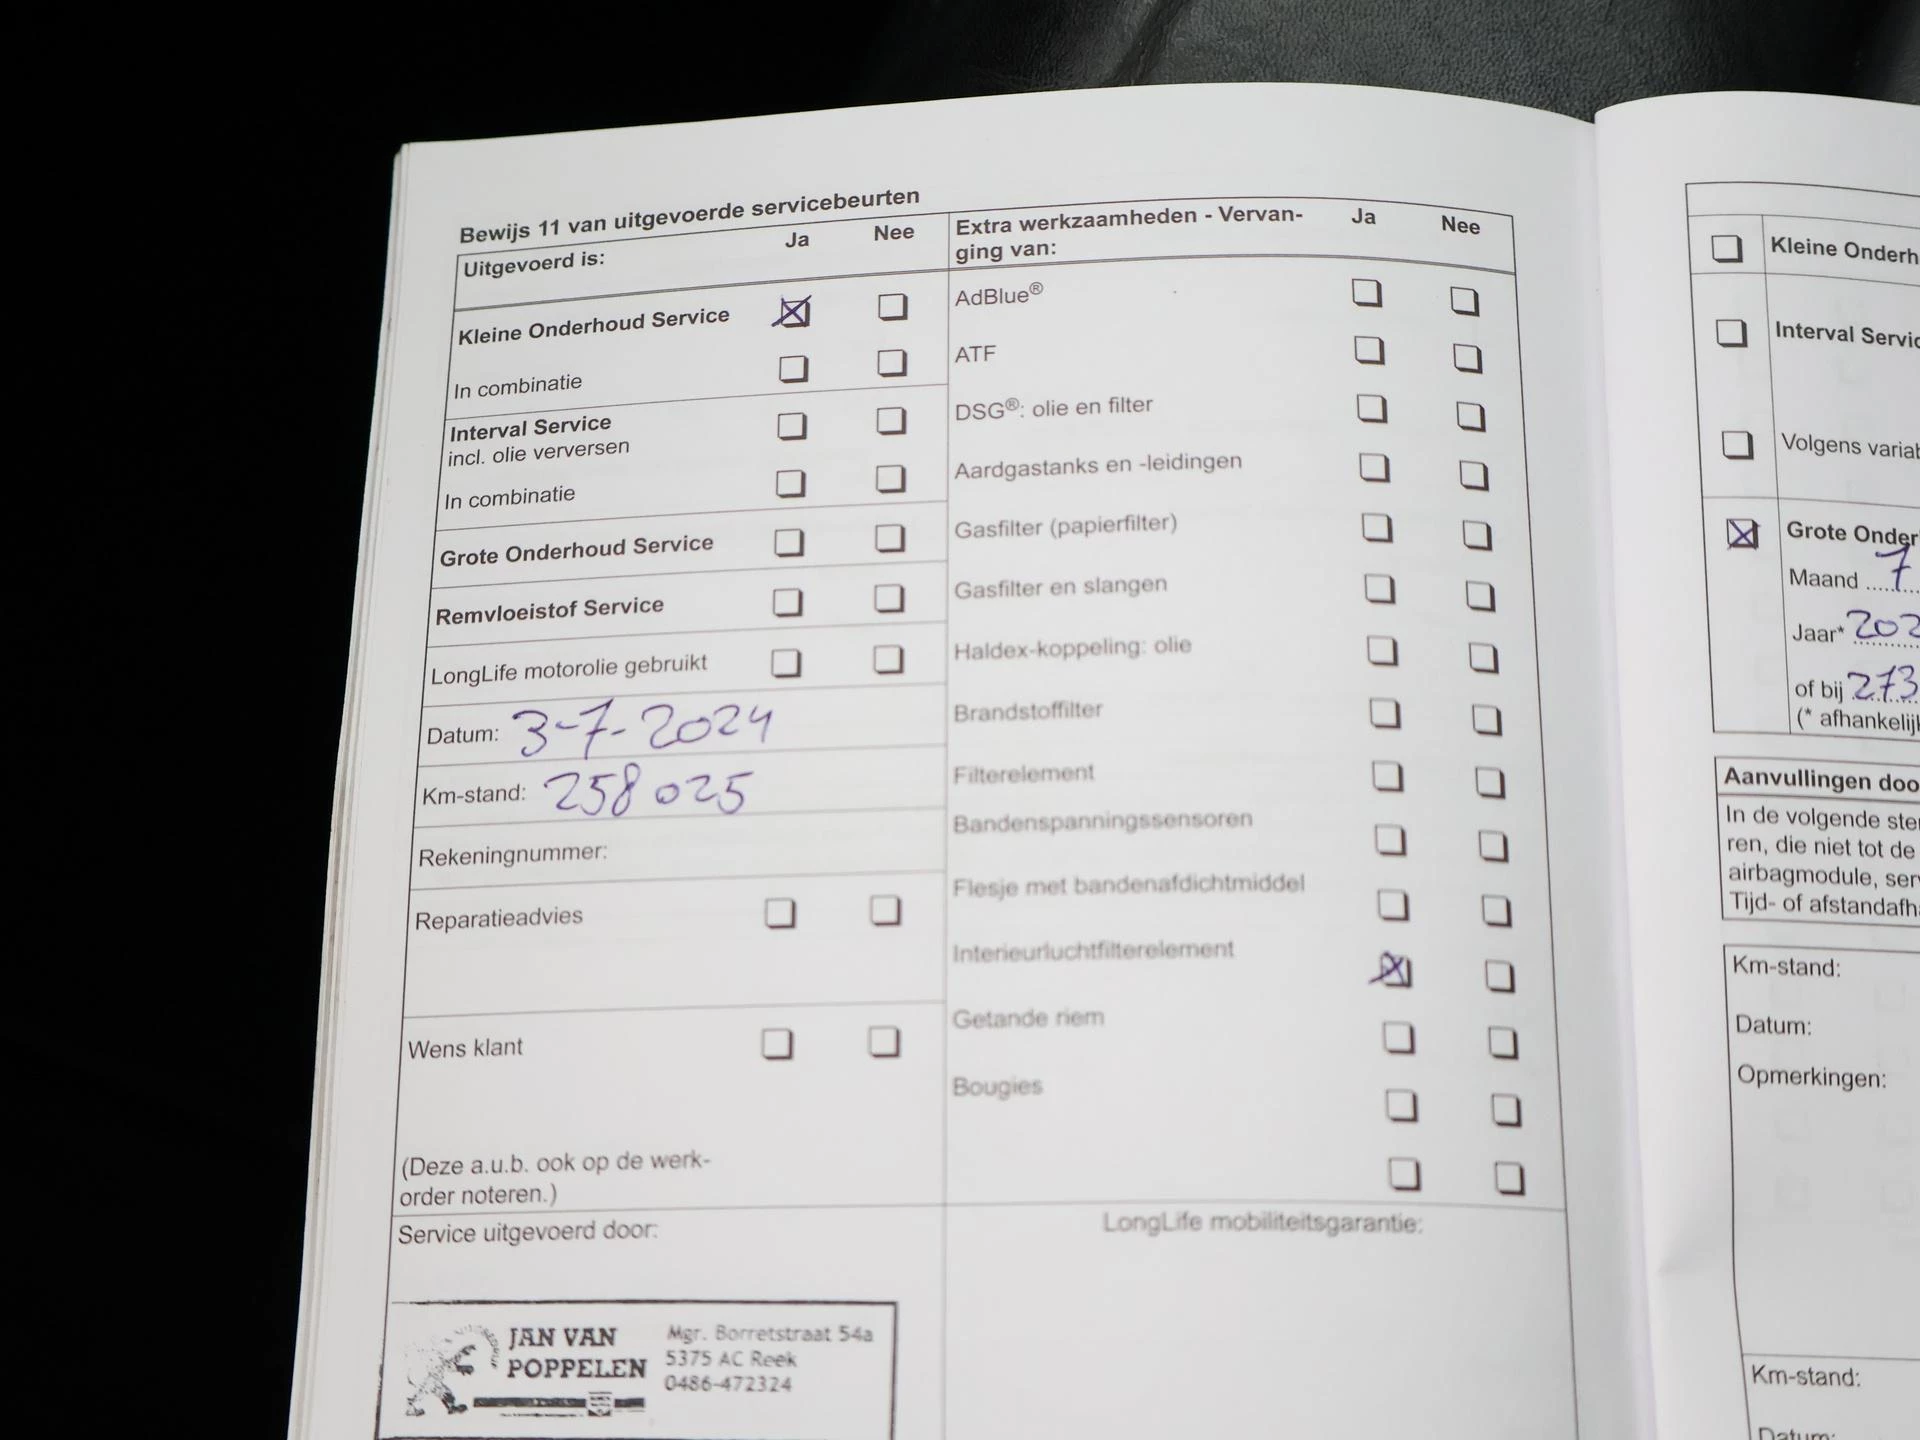 Bewijs 11 van uitgevoerde servicebeurten
Uitgevoerd is: Ja Nee
Kleine Onderhoud Service
In combinatie
Interval Service
incl. olie verversen
In combinatie
Grote Onderhoud Service
Remvloeistof Service
LongLife motorolie gebruikt
Datum: 3-7-2024
Km-stand: 258 025
Rekeningnummer:
Reparatieadvies
Wens klant
(Deze a.u.b. ook op de werk-
order noteren.)
Service uitgevoerd door:
JAN VAN
POPPELEN
Mgr. Borretstraat 54a
5375 AC Reek
0486-472324
Extra werkzaamheden - Vervan-
ging van: Ja Nee
AdBlue®
ATF
DSG®: olie en filter
Aardgastanks en -leidingen
Gasfilter (papierfilter)
Gasfilter en slangen
Haldex-koppeling: olie
Brandstoffilter
Filterelement
Bandenspanningssensoren
Flesje met bandenafdichtmiddel
Interieurluchtfilterelement
Getande riem
Bougies
LongLife mobiliteitsgarantie:
Kleine Onderh
Interval Servic
Volgens variab
Grote Onder
Maand ..... 7
Jaar* 202
of bij 273
(* afhankelijk
Aanvullingen doo
In de volgende ste
ren, die niet tot de
airbagmodule, ser
Tijd- of afstandafh
Km-stand:
Datum:
Opmerkingen:
Km-stand:
Datum: